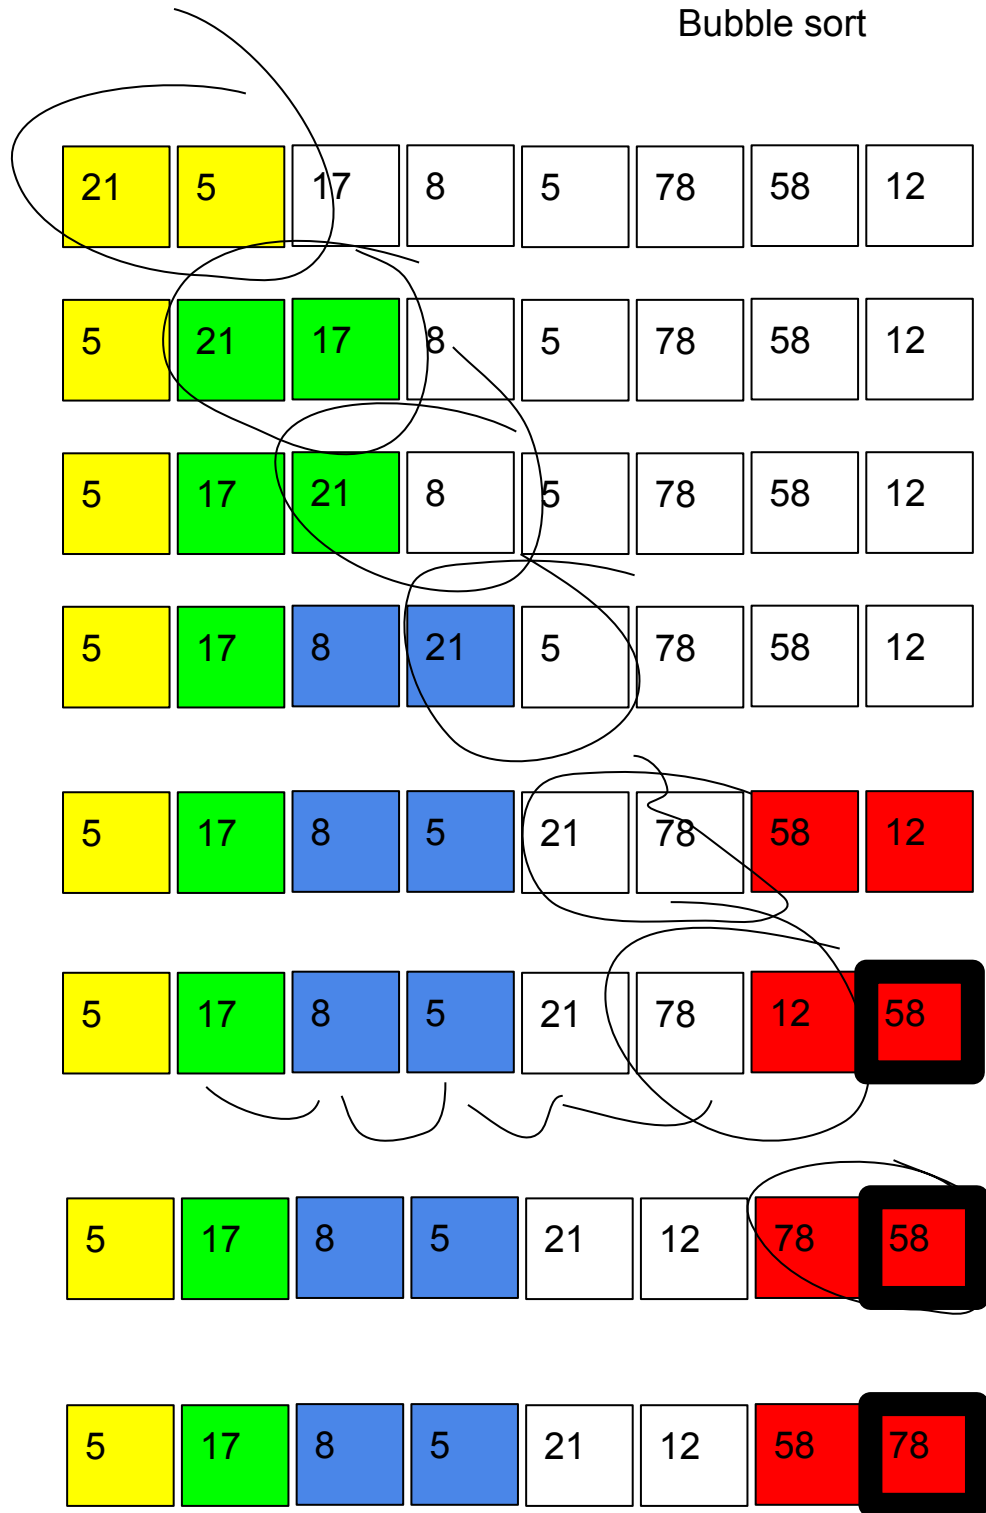 Bubble sort
21 5 17 8 5 78 58 12
5 21 17 8 5 78 58 12
5 17 21 8 5 78 58 12
5 17 8 21 5 78 58 12
5 17 8 5 21 78 58 12
5 17 8 5 21 78 12 58
5 17 8 5 21 12 78 58
5 17 8 5 21 12 58 78